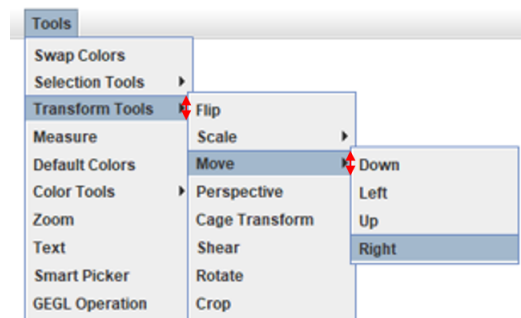 Tools
Swap Colors
Selection Tools
Transform Tools
Measure
Default Colors
Color Tools
Zoom
Text
Smart Picker
GEGL Operation
Flip
Scale
Move
Perspective
Cage Transform
Shear
Rotate
Crop
Down
Left
Up
Right